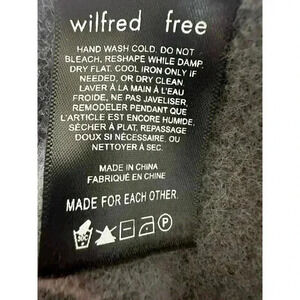 wilfred free
HAND WASH COLD. DO NOT
BLEACH, RESHAPE WHILE DAMP.
DRY FLAT. COOL IRON ONLY IF
NEEDED, OR DRY CLEAN.
LAVER À LA MAIN À L'EAU
FROIDE, NE PAS JAVELISER,
REMODELER PENDANT QUE
L'ARTICLE EST ENCORE HUMIDE.
SÉCHER À PLAT, REPASSAGE
DOUX SI NÉCESSAIRE, OU
NETTOYER À SEC.
MADE IN CHINA
FABRIQUÉ EN CHINE
MADE FOR EACH OTHER.
30C P